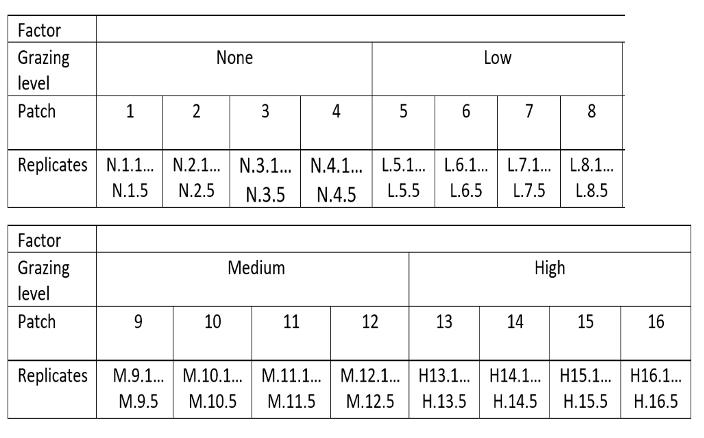 Factor
Grazing level None Low
Patch 1 2 3 4 5 6 7 8
Replicates N.1.1... N.2.1... N.3.1... N.4.1... L.5.1... L.6.1... L.7.1... L.8.1...
N.1.5 N.2.5 N.3.5 N.4.5 L.5.5 L.6.5 L.7.5 L.8.5
Factor
Grazing level Medium High
Patch 9 10 11 12 13 14 15 16
Replicates M.9.1... M.10.1... M.11.1... M.12.1... H13.1... H14.1... H15.1... H16.1...
M.9.5 M.10.5 M.11.5 M.12.5 H.13.5 H.14.5 H.15.5 H.16.5